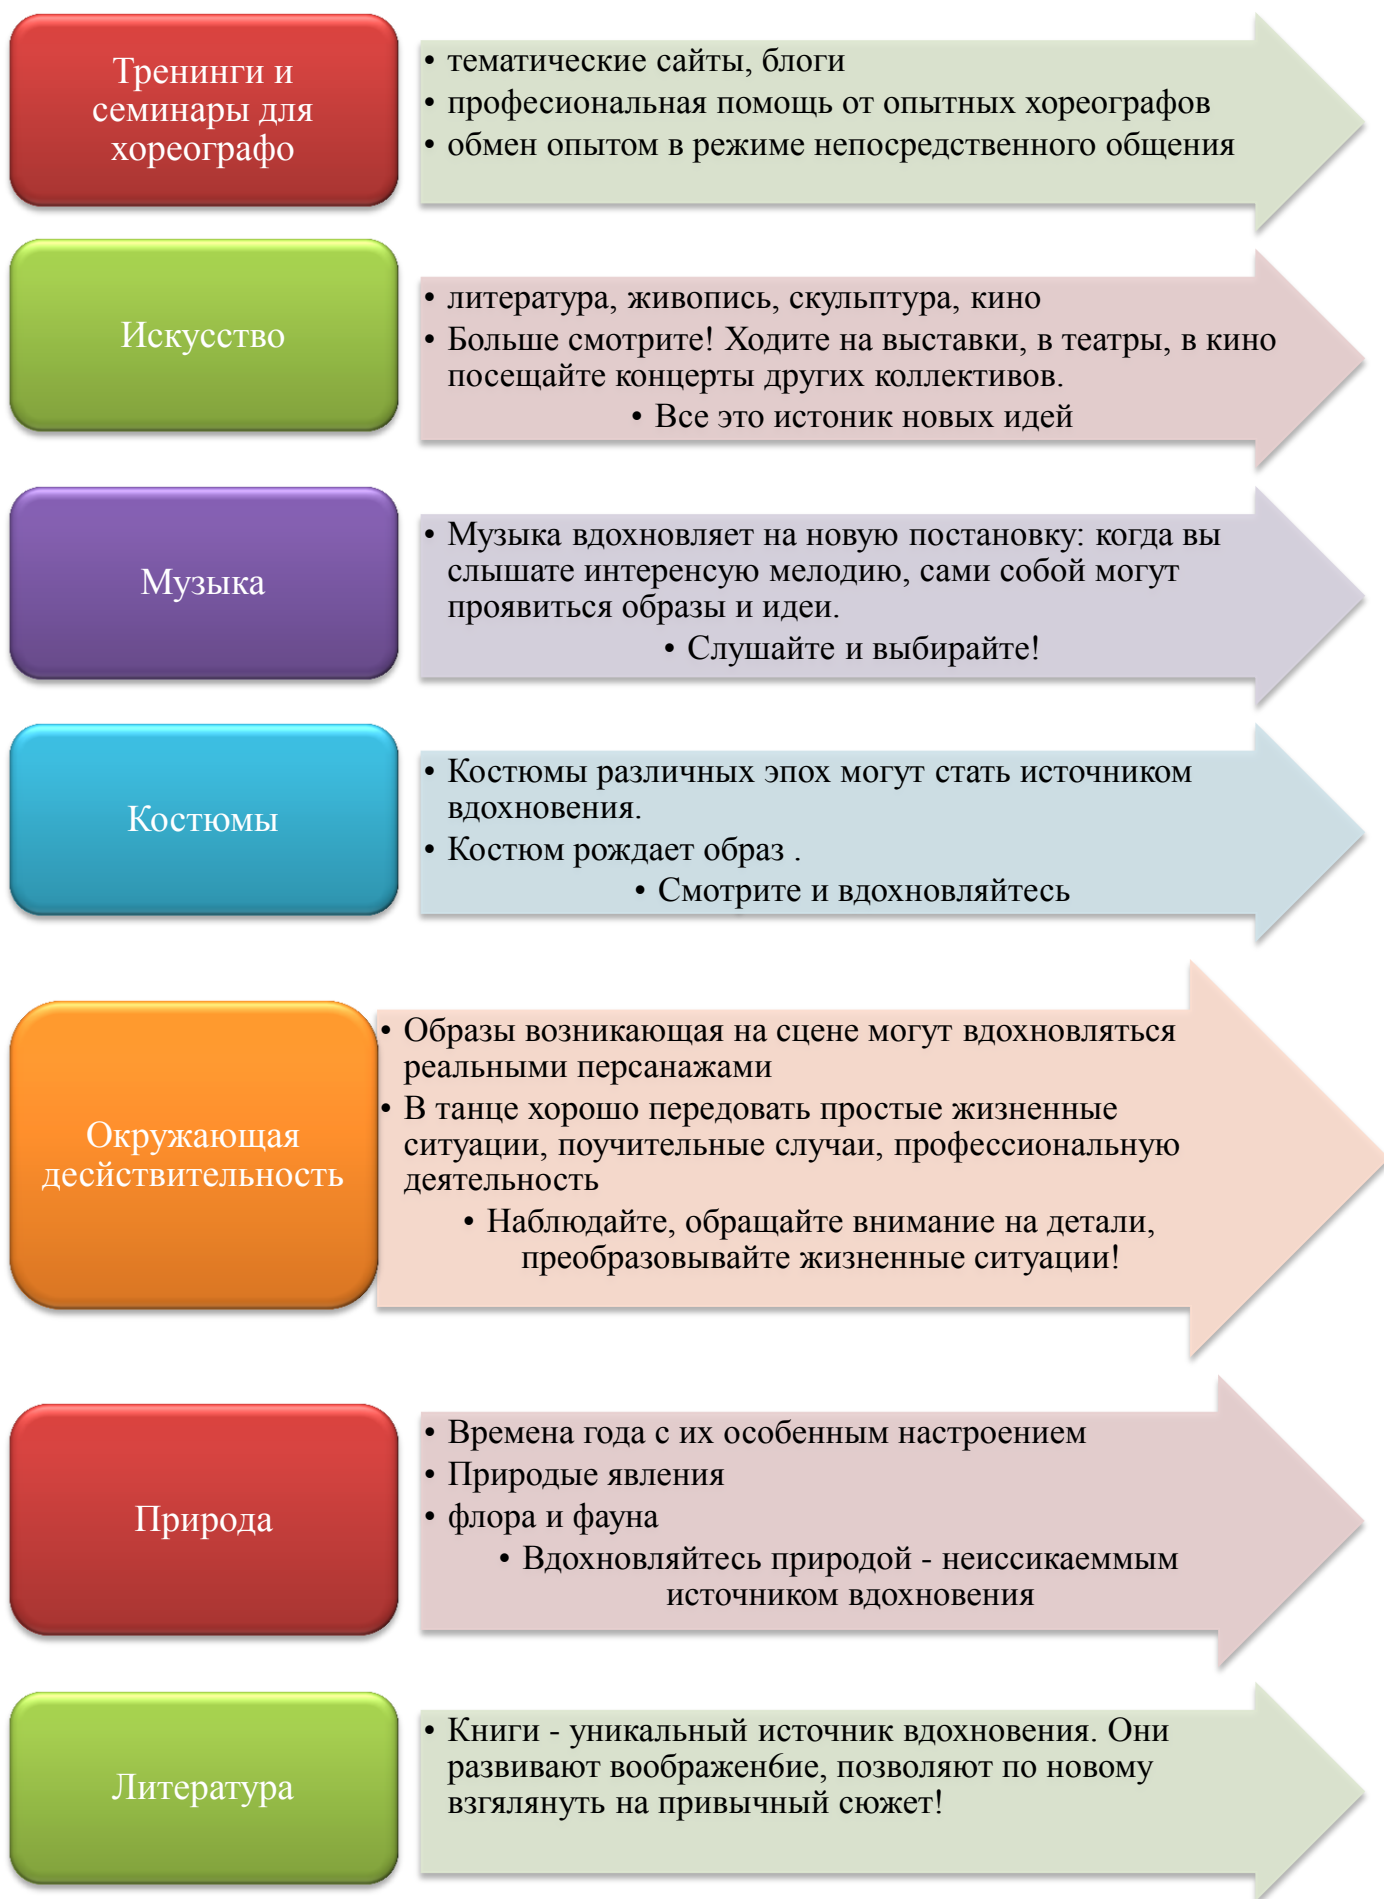 Тренинги и
семинары для
хореографо
• тематические сайты, блоги
• професиональная помощь от опытных хореографов
• обмен опытом в режиме непосредственного общения
Искусство
• литература, живопись, скульптура, кино
• Больше смотрите! Ходите на выставки, в театры, в кино
посещайте концерты других коллективов.
• Все это истоник новых идей
Музыка
• Музыка вдохновляет на новую постановку: когда вы
слышате интеренсую мелодию, сами собой могут
проявиться образы и идеи.
• Слушайте и выбирайте!
Костюмы
• Костюмы различных эпох могут стать источником
вдохновения.
• Костюм рождает образ .
• Смотрите и вдохновляйтесь
Окружающая
десйствительность
• Образы возникающая на сцене могут вдохновляться
реальными персанажами
• В танце хорошо передовать простые жизненные
ситуации, поучительные случаи, профессиональную
деятельность
• Наблюдайте, обращайте внимание на детали,
преобразовывайте жизненные ситуации!
Природа
• Времена года с их особенным настроением
• Природые явления
• флора и фауна
• Вдохновляйтесь природой - неиссикаеммым
источником вдохновения
Литература
• Книги - уникальный источник вдохновения. Они
развивают воображен6ие, позволяют по новому
взгялянуть на привычный сюжет!